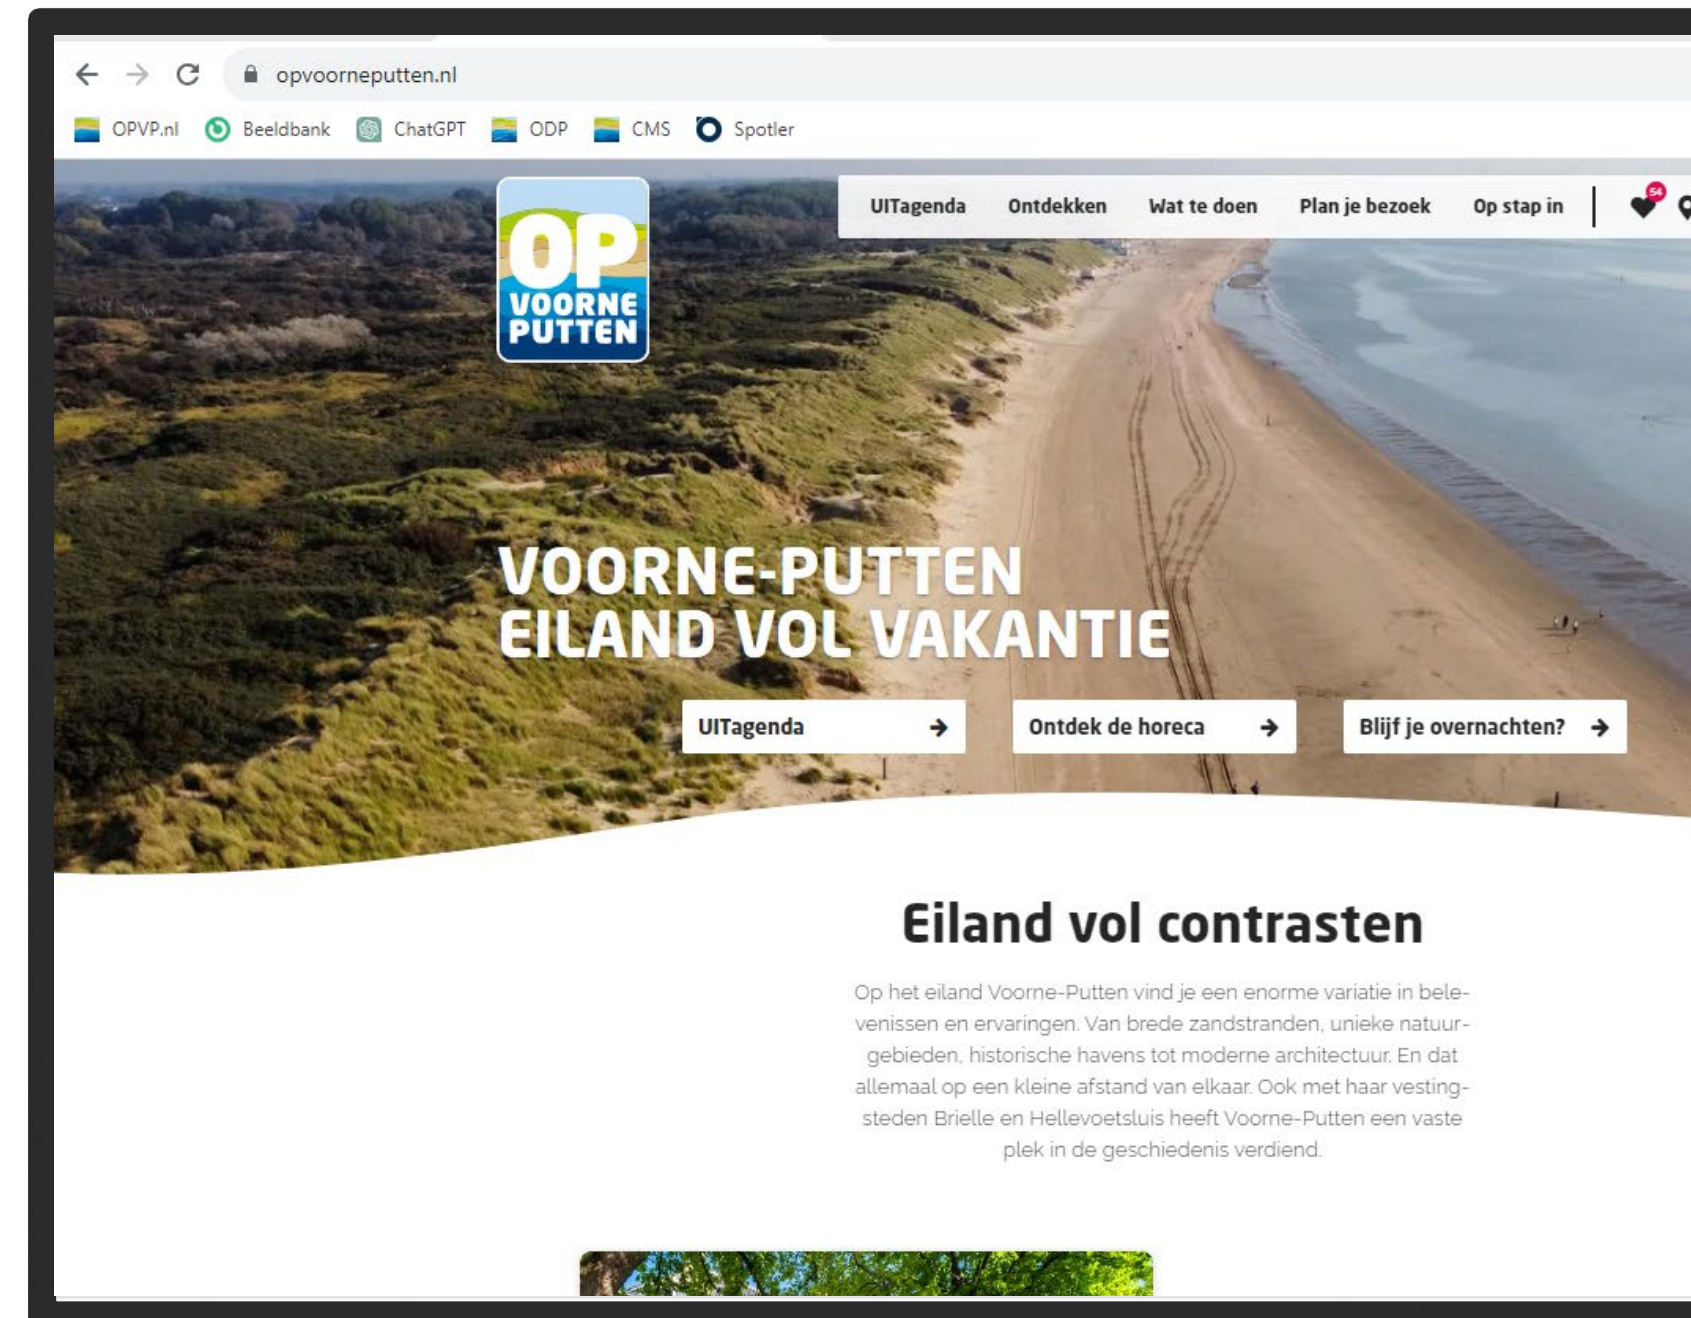 opvoorneputten.nl
OPVP.nl Beeldbank ChatGPT ODP CMS Spotler
OP
VOORNE
PUTTEN
UITagenda Ontdekken Wat te doen Plan je bezoek Op stap in 54
VOORNE-PUTTEN
EILAND VOL VAKANTIE
UITagenda Ontdek de horeca Blijf je overnachten?
Eiland vol contrasten
Op het eiland Voorne-Putten vind je een enorme variatie in bele-
venissen en ervaringen. Van brede zandstranden, unieke natuur-
gebieden, historische havens tot moderne architectuur. En dat
allemaal op een kleine afstand van elkaar. Ook met haar vesting-
steden Brielle en Hellevoetsluis heeft Voorne-Putten een vaste
plek in de geschiedenis verdiend.